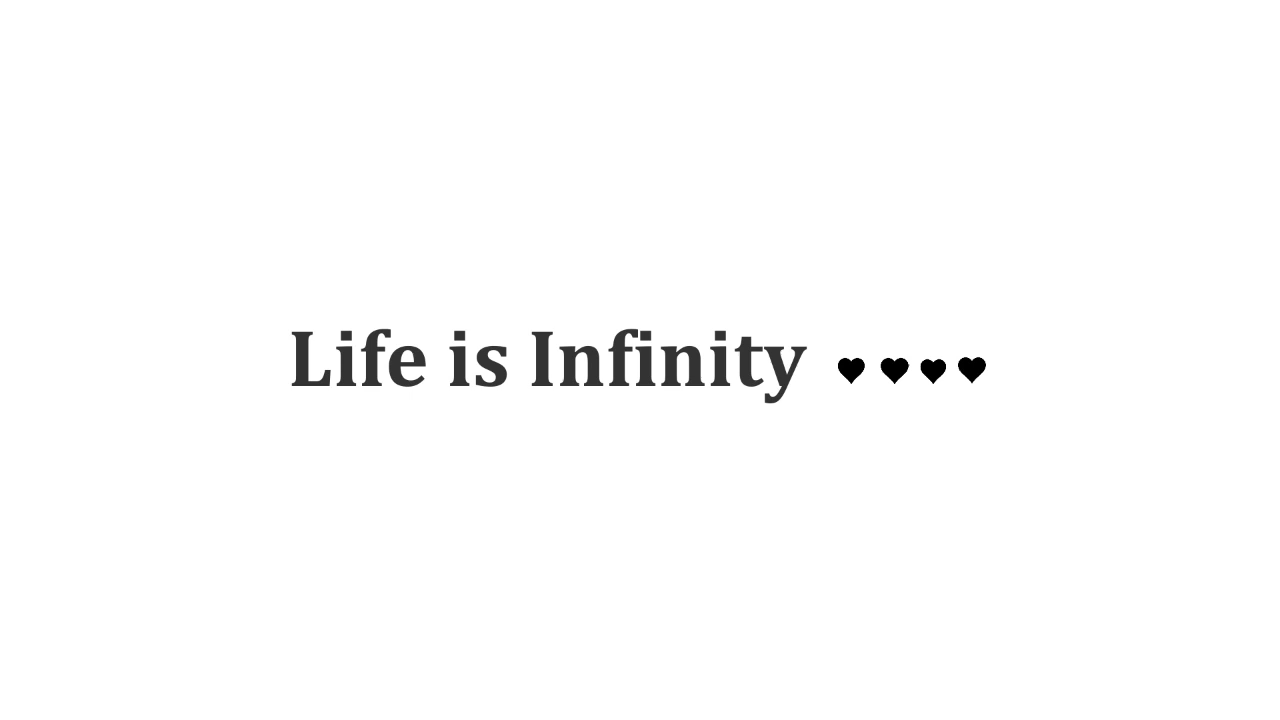 Life is Infinity ♥ ♥ ♥ ♥